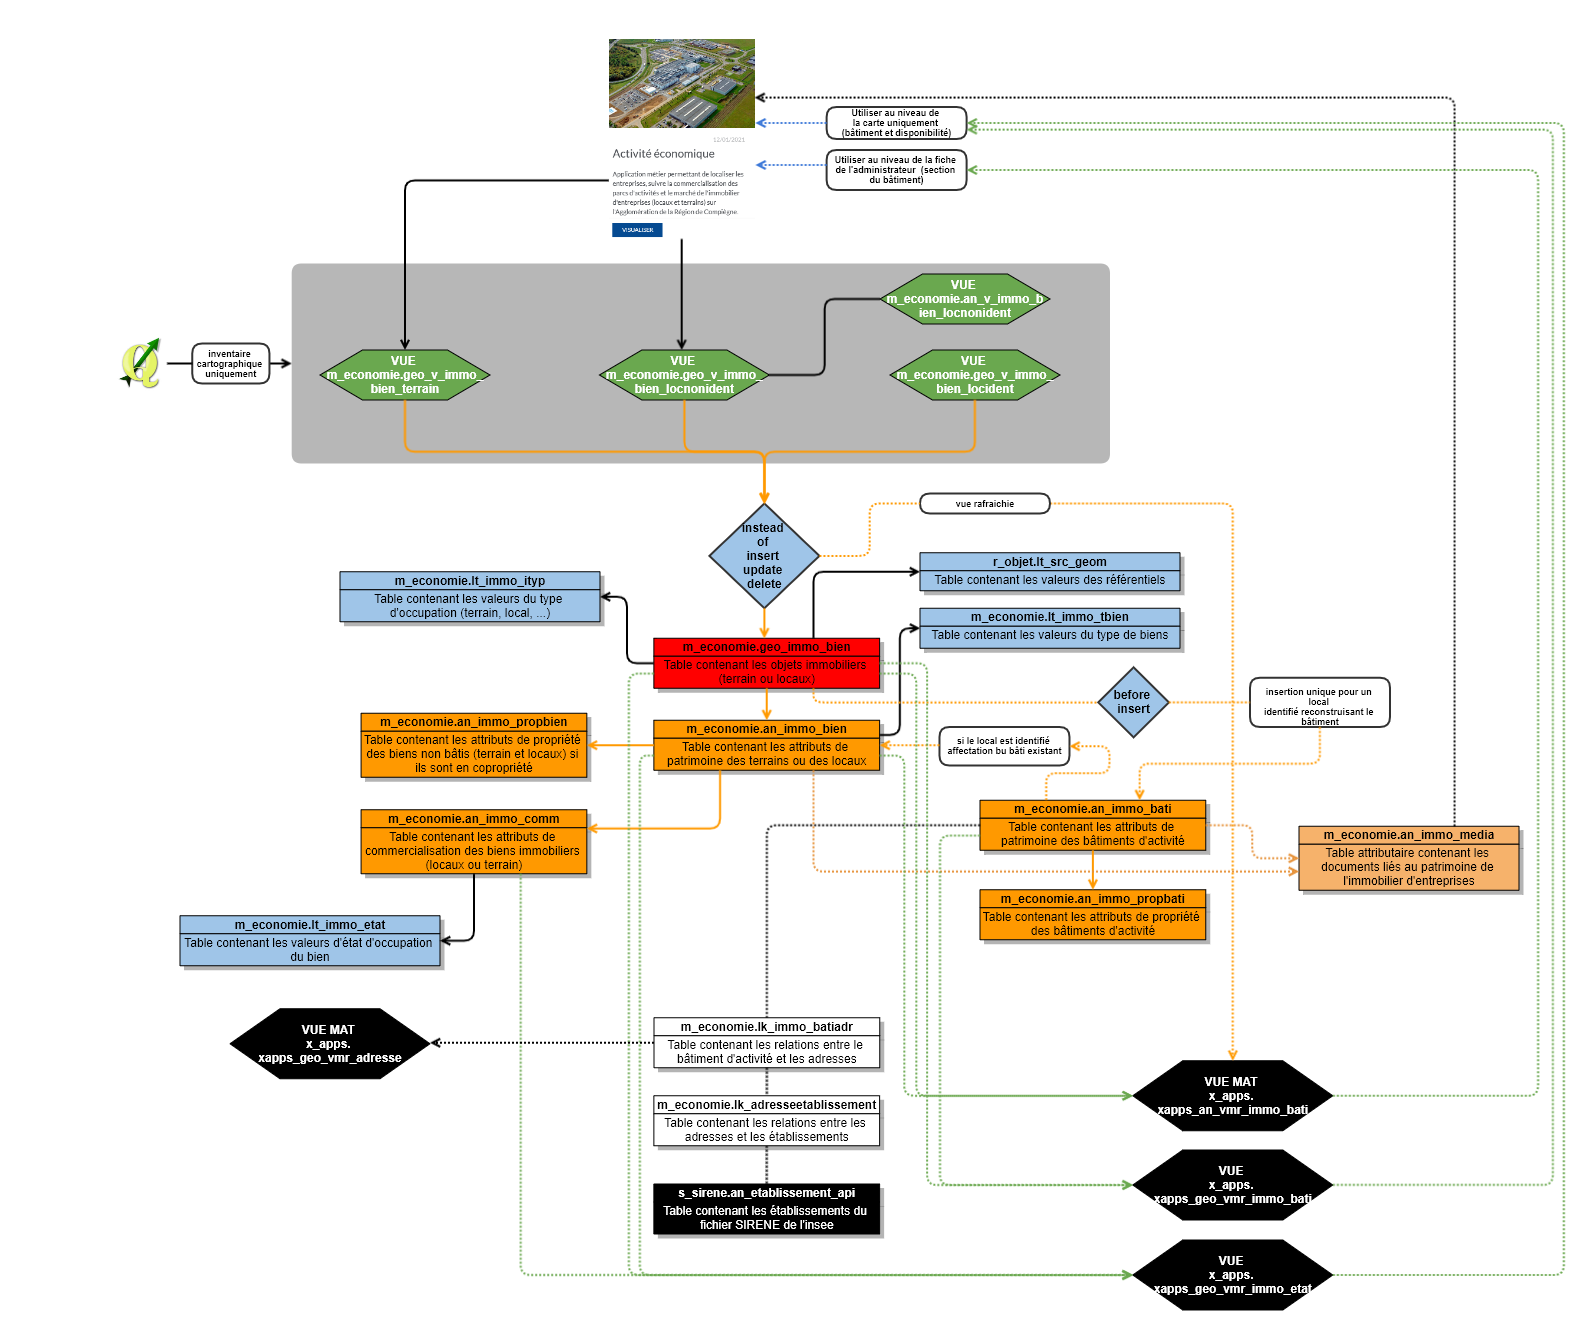 12/01/2021
Activité économique
Application métier permettant de localiser les
entreprises, suivre la commercialisation des
parcs d'activités et le marché de l'immobilier
d'entreprises (locaux et terrains) sur
l'Agglomération de la Région de Compiègne.
VISUALISER
Utiliser au niveau de
la carte uniquement
(bâtiment et disponibilité)
Utiliser au niveau de la fiche
de l'administrateur (section
du bâtiment)
VUE
m_economie.an_v_immo_b
ien_locnonident
inventaire
cartographique
uniquement
VUE
m_economie.geo_v_immo_
bien_terrain
VUE
m_economie.geo_v_immo_
bien_locnonident
VUE
m_economie.geo_v_immo_
bien_locident
instead
of
insert
update
delete
vue rafraichie
r_objet.lt_src_geom
Table contenant les valeurs des référentiels
m_economie.lt_immo_ityp
Table contenant les valeurs du type
d'occupation (terrain, local, ...)
m_economie.lt_immo_tbien
Table contenant les valeurs du type de biens
m_economie.geo_immo_bien
Table contenant les objets immobiliers
(terrain ou locaux)
before
insert
insertion unique pour un
local
identifié reconstruisant le
bâtiment
m_economie.an_immo_propbien
Table contenant les attributs de propriété
des biens non bâtis (terrain et locaux) si
ils sont en copropriété
m_economie.an_immo_bien
Table contenant les attributs de
patrimoine des terrains ou des locaux
si le local est identifié
affectation bu bâti existant
m_economie.an_immo_comm
Table contenant les attributs de
commercialisation des biens immobiliers
(locaux ou terrain)
m_economie.an_immo_bati
Table contenant les attributs de
patrimoine des bâtiments d'activité
m_economie.an_immo_media
Table attributaire contenant les
documents liés au patrimoine de
l'immobilier d'entreprises
m_economie.an_immo_propbati
Table contenant les attributs de propriété
des bâtiments d'activité
m_economie.lt_immo_etat
Table contenant les valeurs d'état d'occupation
du bien
VUE MAT
x_apps.
xapps_geo_vmr_adresse
m_economie.lk_immo_batiadr
Table contenant les relations entre le
bâtiment d'activité et les adresses
m_economie.lk_adresseetablissement
Table contenant les relations entre les
adresses et les établissements
s_sirene.an_etablissement_api
Table contenant les établissements du
fichier SIRENE de l'insee
VUE MAT
x_apps.
xapps_an_vmr_immo_bati
VUE
x_apps.
xapps_geo_vmr_immo_bati
VUE
x_apps.
xapps_geo_vmr_immo_etat